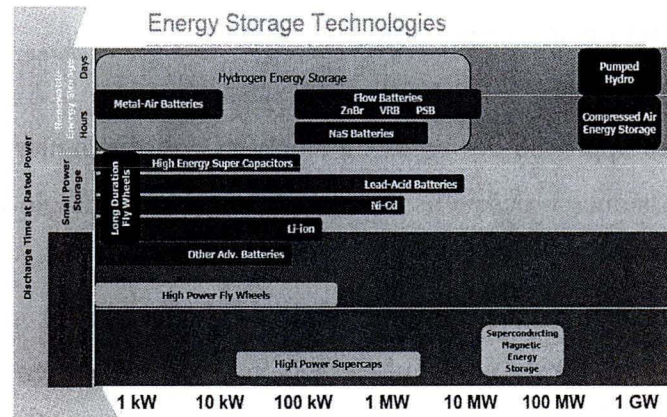 Energy Storage Technologies
Discharge Time at Rated Power
Renewable
Energy Storage
Days
Hours
Small Power
Storage
Hydrogen Energy Storage
Pumped
Hydro
Metal-Air Batteries
Flow Batteries
ZnBr VRB PSB
Compressed Air
Energy Storage
NaS Batteries
Long Duration
Fly Wheels
High Energy Super Capacitors
Lead-Acid Batteries
Ni-Cd
Li-ion
Other Adv. Batteries
High Power Fly Wheels
High Power Supercaps
Superconducting
Magnetic
Energy
Storage
1 kW 10 kW 100 kW 1 MW 10 MW 100 MW 1 GW